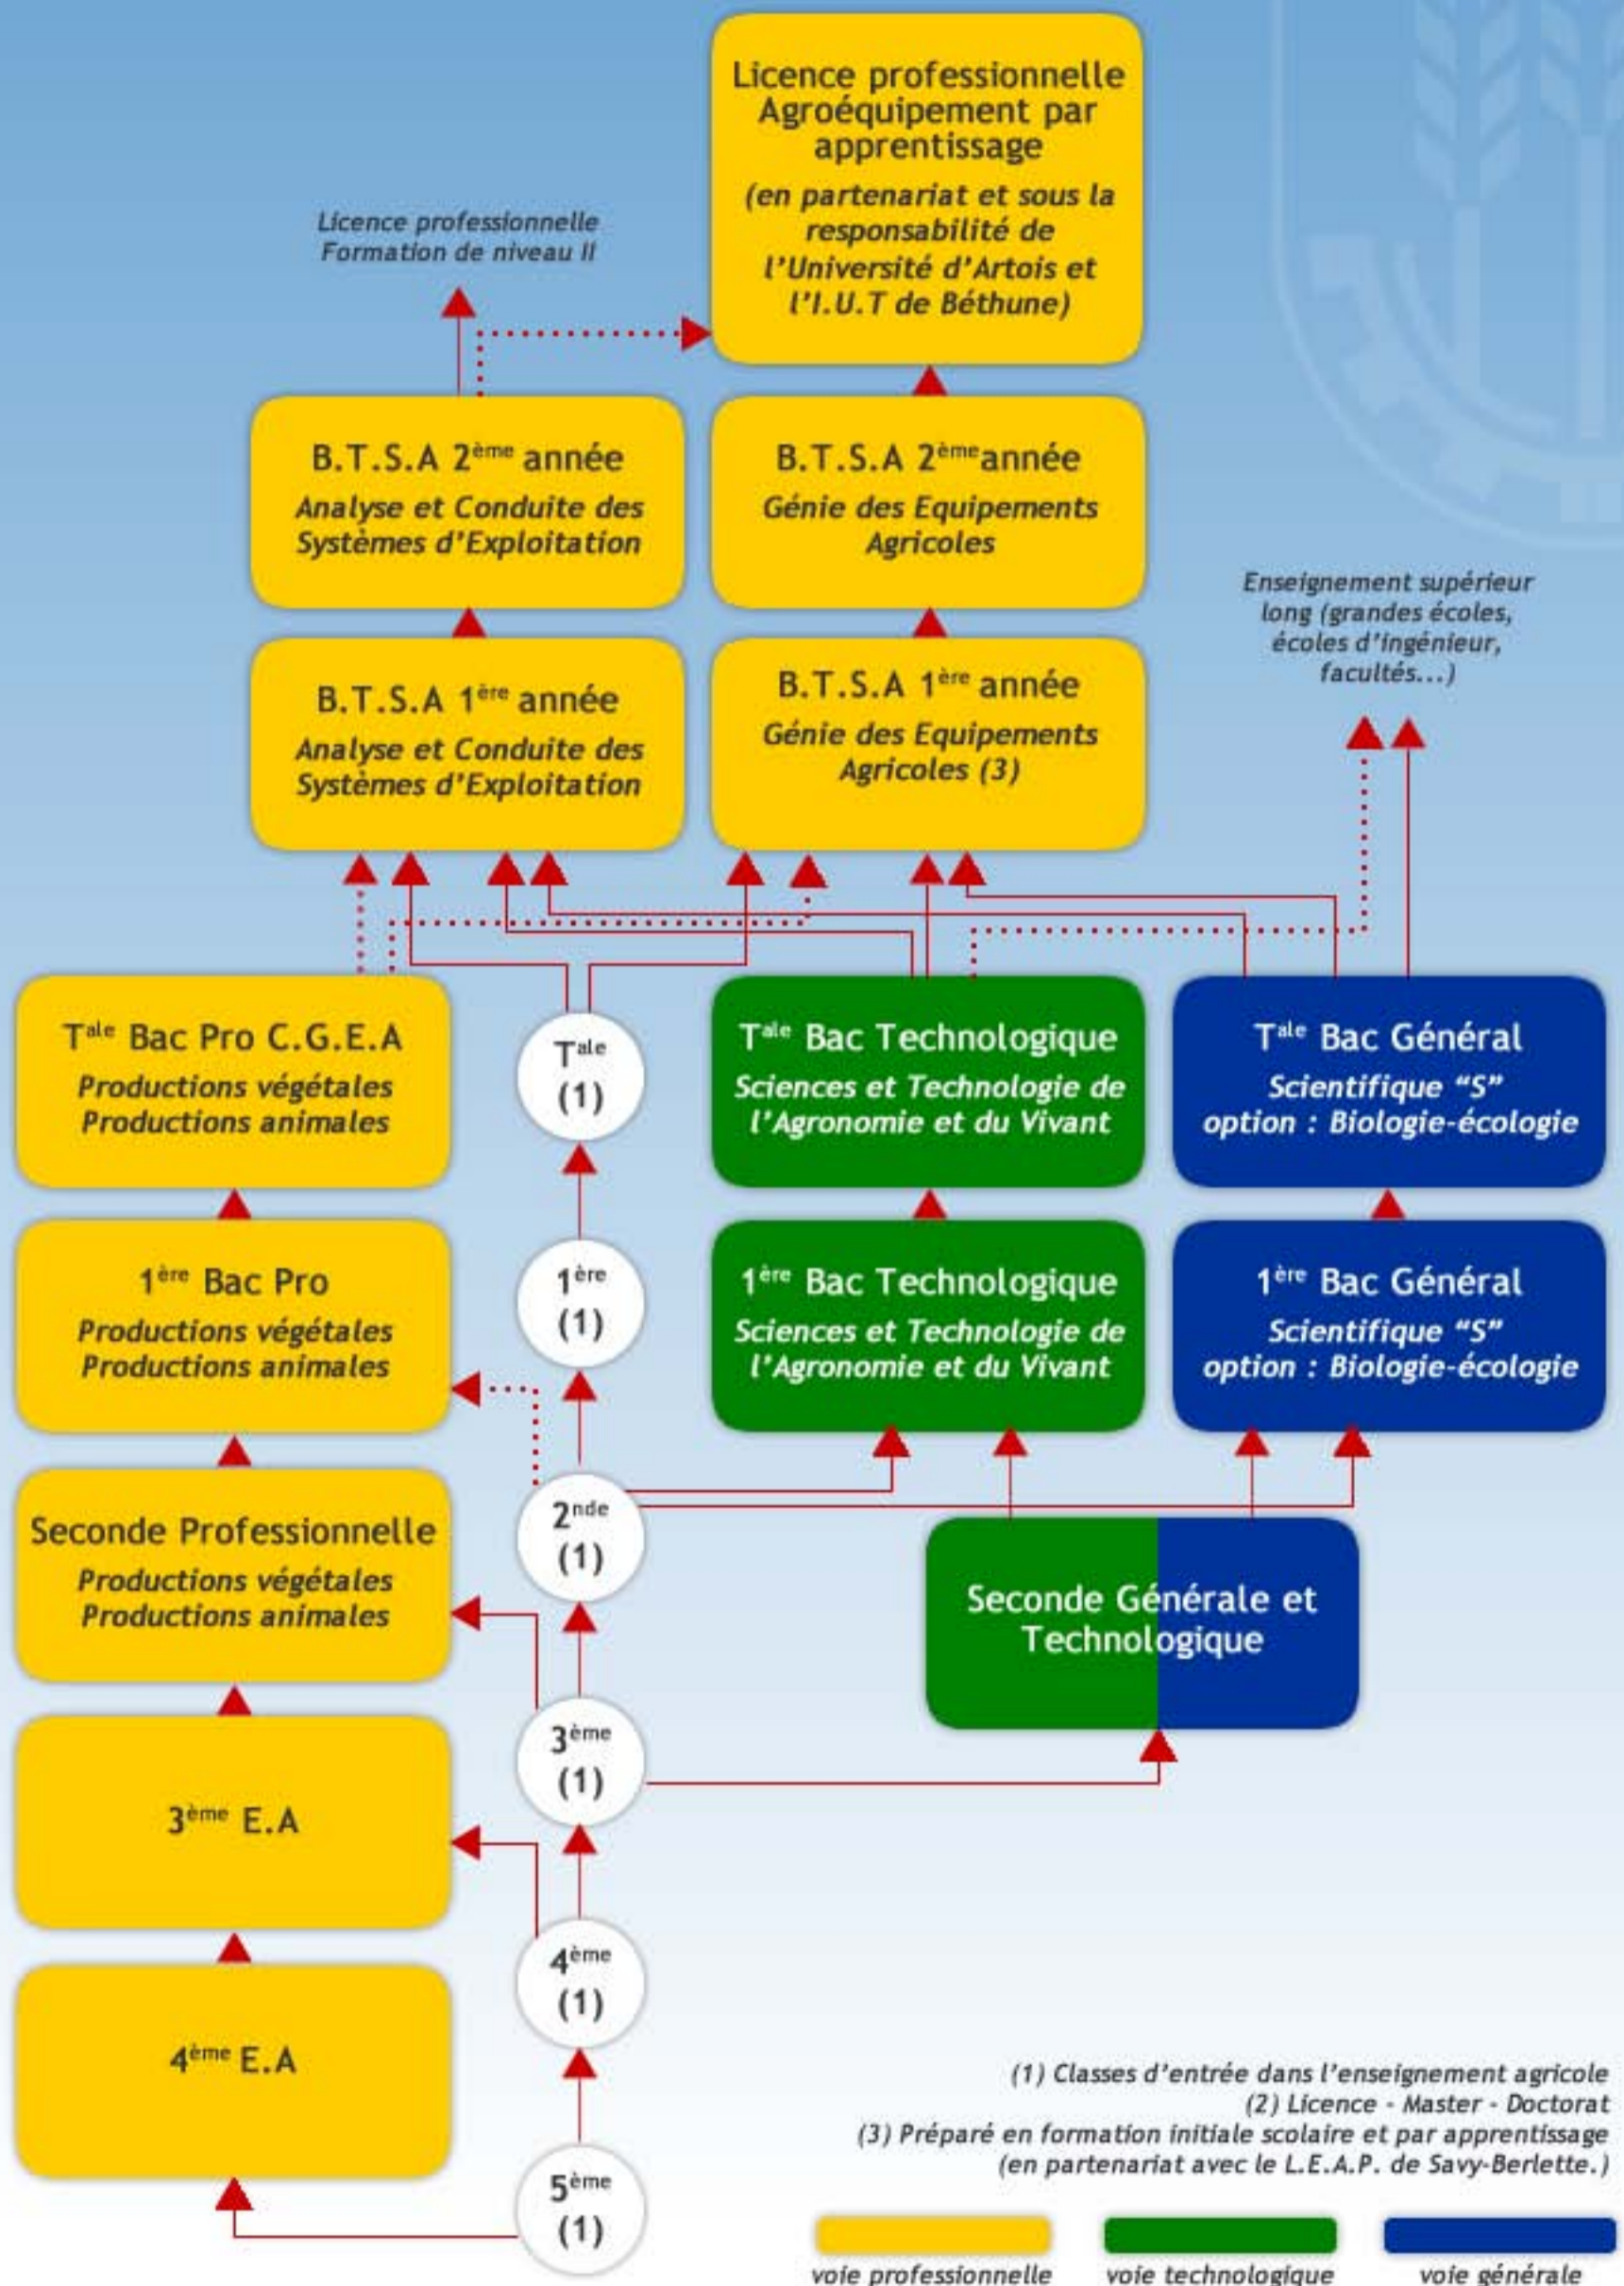 Licence professionnelle
Agroéquipement par
apprentissage
(en partenariat et sous la
responsabilité de
l'Université d'Artois et
l'I.U.T de Béthune)
Licence professionnelle
Formation de niveau II
B.T.S.A 2ème année
Analyse et Conduite des
Systèmes d'Exploitation
B.T.S.A 2ème année
Génie des Equipements
Agricoles
Enseignement supérieur
long (grandes écoles,
écoles d'ingénieur,
facultés...)
B.T.S.A 1ère année
Analyse et Conduite des
Systèmes d'Exploitation
B.T.S.A 1ère année
Génie des Equipements
Agricoles (3)
Tale Bac Pro C.G.E.A
Productions végétales
Productions animales
Tale
(1)
Tale Bac Technologique
Sciences et Technologie de
l'Agronomie et du Vivant
Tale Bac Général
Scientifique “S”
option : Biologie-écologie
1ère Bac Pro
Productions végétales
Productions animales
1ère
(1)
1ère Bac Technologique
Sciences et Technologie de
l'Agronomie et du Vivant
1ère Bac Général
Scientifique “S”
option : Biologie-écologie
Seconde Professionnelle
Productions végétales
Productions animales
2nde
(1)
Seconde Générale et
Technologique
3ème E.A
3ème
(1)
4ème E.A
4ème
(1)
5ème
(1)
(1) Classes d'entrée dans l'enseignement agricole
(2) Licence - Master - Doctorat
(3) Préparé en formation initiale scolaire et par apprentissage
(en partenariat avec le L.E.A.P. de Savy-Berlette.)
voie professionnelle
voie technologique
voie générale